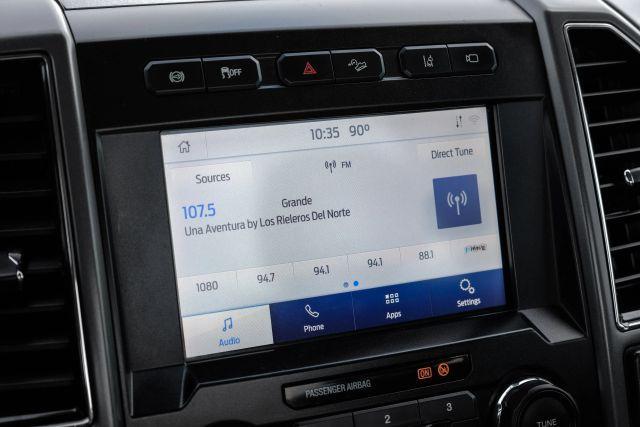 OFF
10:35 90°
FM
Sources
Direct Tune
107.5
Grande
Una Aventura by Los Rieleros Del Norte
1080 94.7 94.1 94.1 88.1
Audio Phone Apps Settings
PASSENGER AIRBAG ON
2 3
TUNE